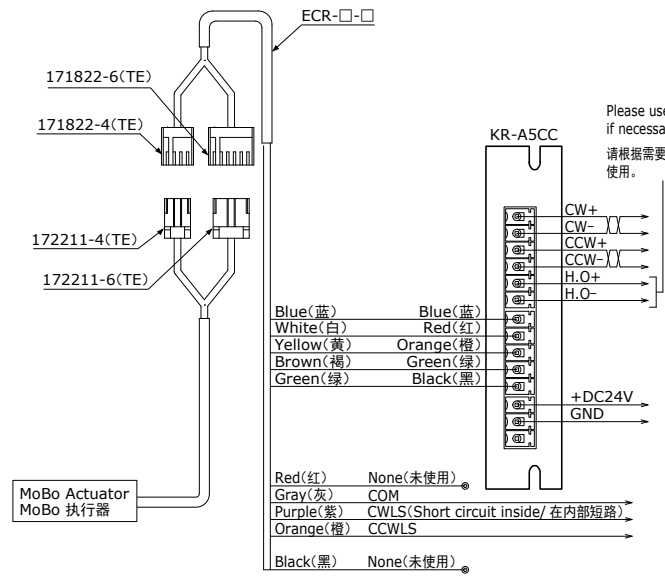 ECR-□-□
171822-6(TE)
171822-4(TE)
172211-4(TE)
172211-6(TE)
MoBo Actuator
MoBo 执行器
Please use
if necessa
请根据需要
使用。
KR-A5CC
CW+
CW-
CCW+
CCW-
H.O+
H.O-
Blue(蓝) Blue(蓝)
White(白) Red(红)
Yellow(黄) Orange(橙)
Brown(褐) Green(绿)
Green(绿) Black(黑)
+DC24V
GND
Red(红) None(未使用)
Gray(灰) COM
Purple(紫) CWLS(Short circuit inside/ 在内部短路)
Orange(橙) CCWLS
Black(黑) None(未使用)